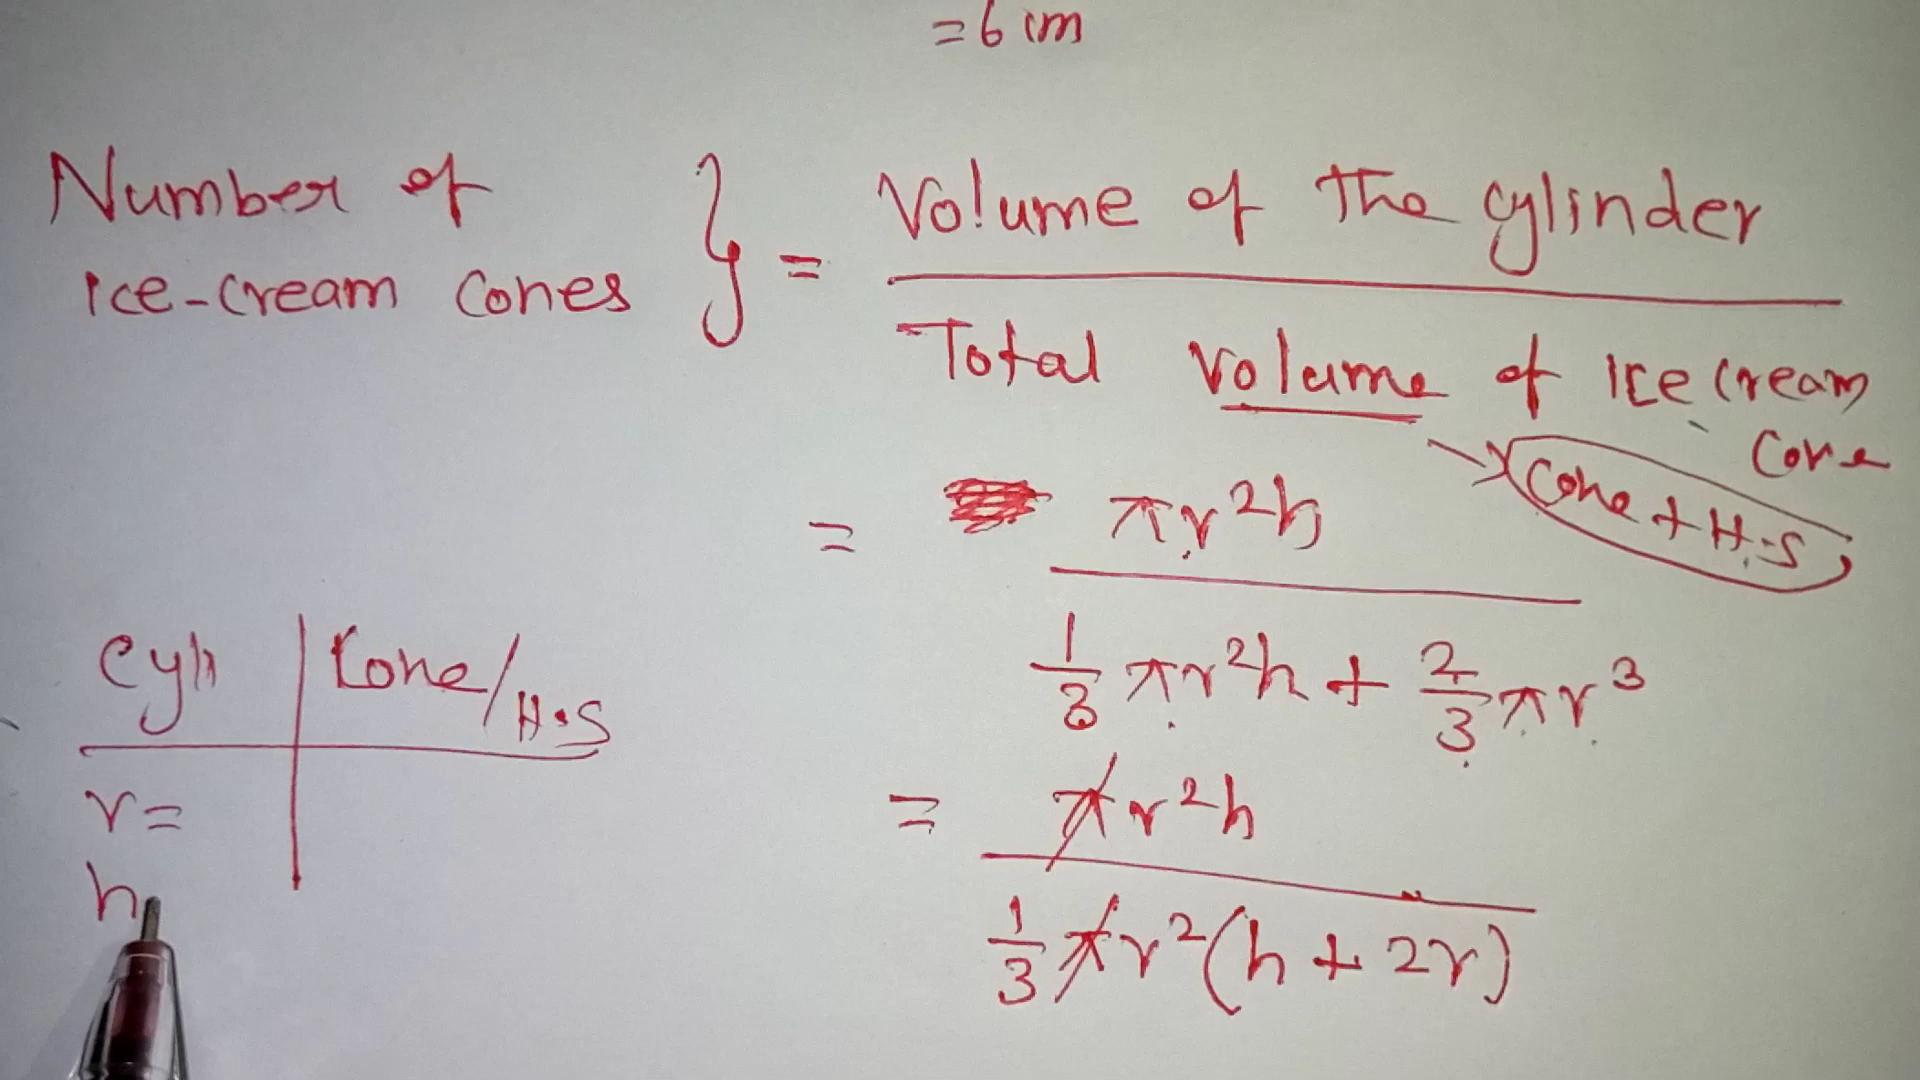 =6 cm
Number of
ice-cream cones } = Volume of the cylinder
Total volume of ice cream
cone
Cone + H.S
= πr²h
1/3 πr²h + 2/3 πr³
= πr²h
1/3 πr²(h + 2r)
Cyli | Cone/H.S
r=
h